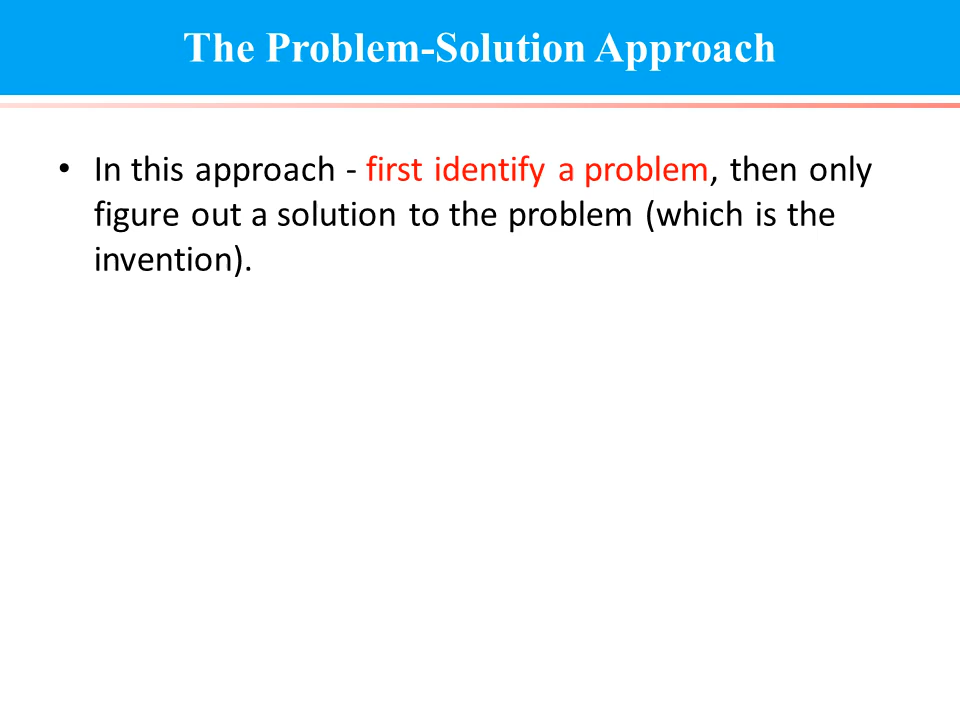 The Problem-Solution Approach
• In this approach - first identify a problem, then only
figure out a solution to the problem (which is the
invention).